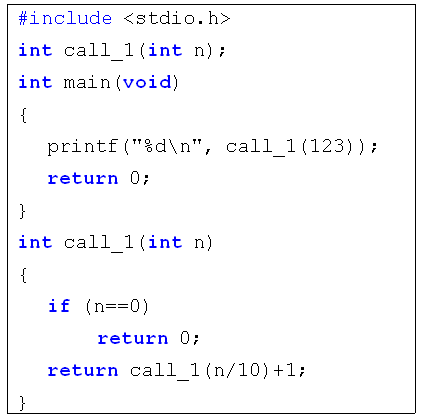 #include <stdio.h>
int call_1(int n);
int main(void)
{
printf("%d\n", call_1(123));
return 0;
}
int call_1(int n)
{
if (n==0)
return 0;
return call_1(n/10)+1;
}